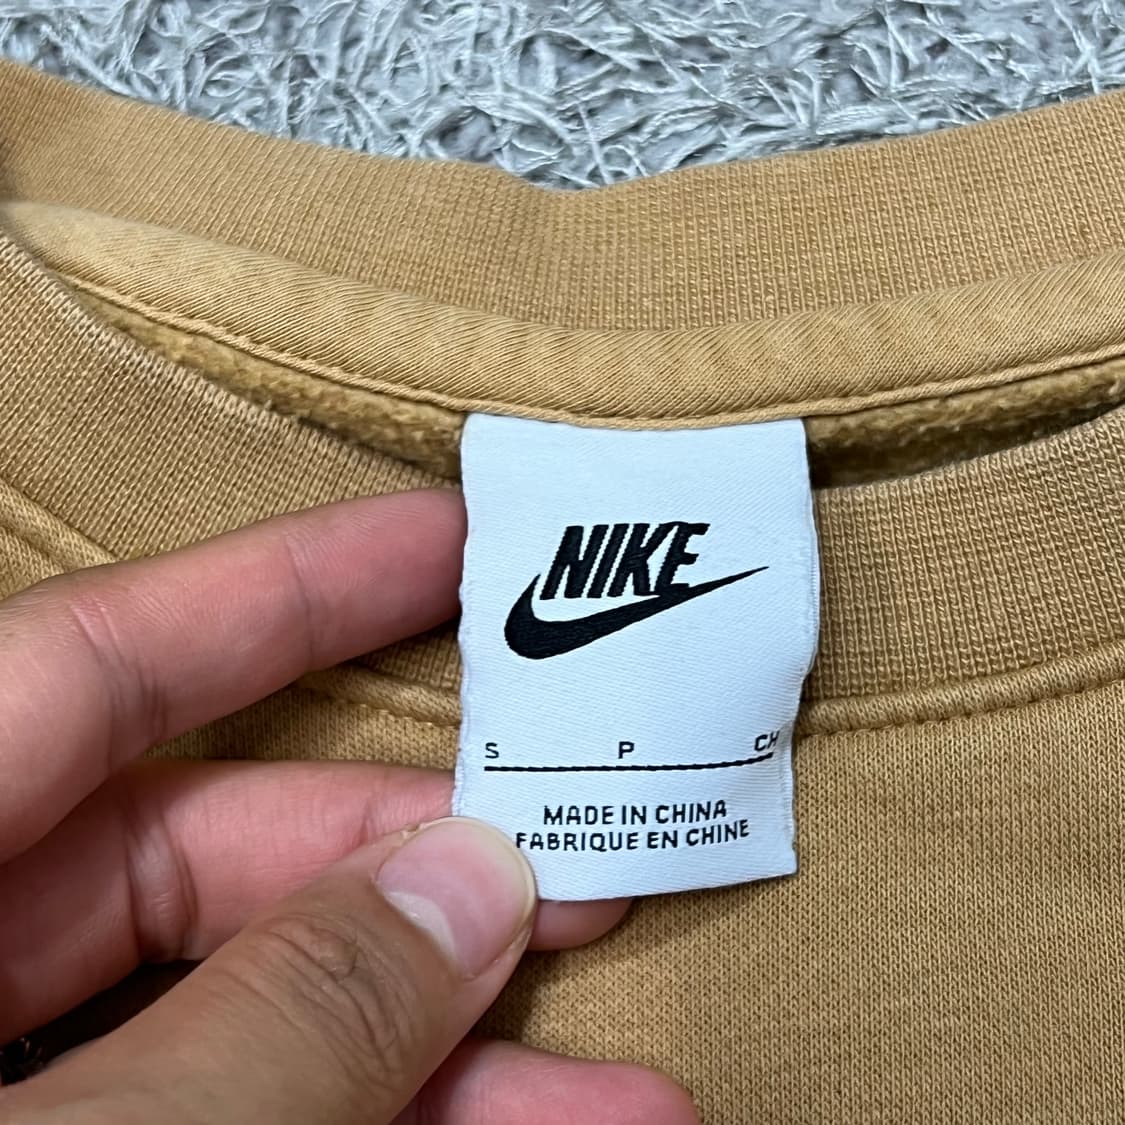 NIKE
S P CH
MADE IN CHINA
FABRIQUE EN CHINE